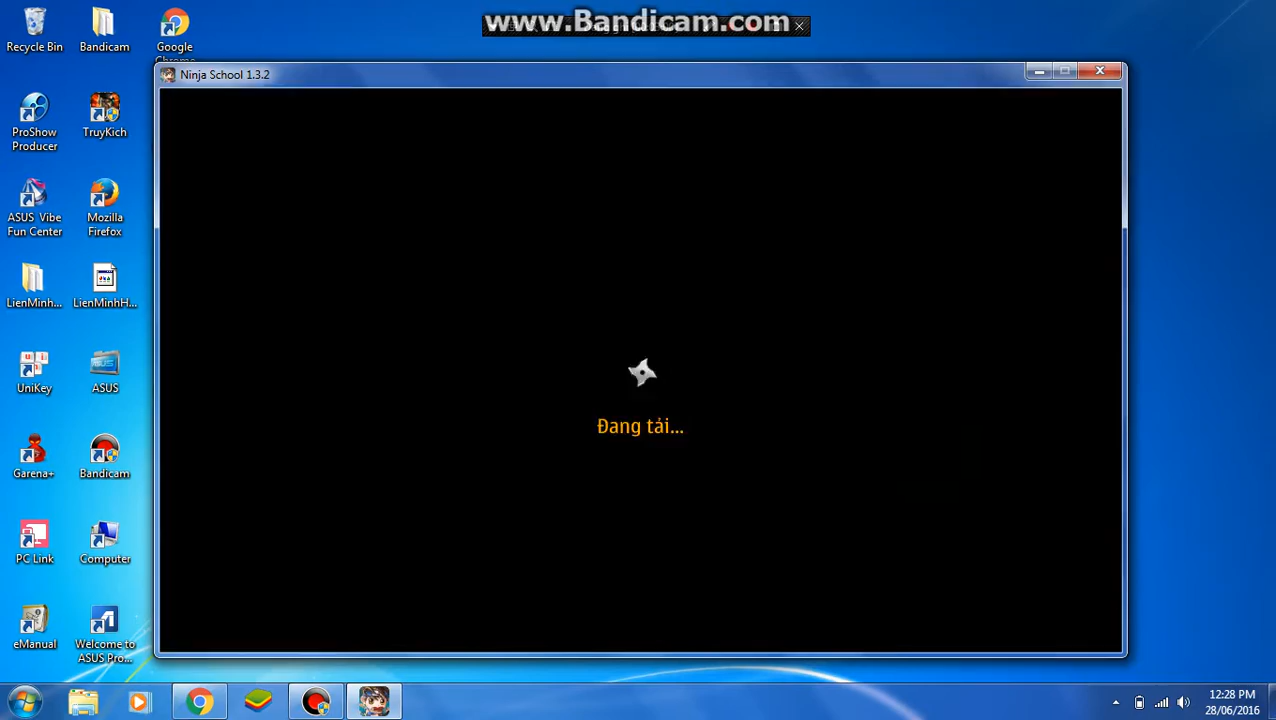 www.Bandicam.com
Recycle Bin
Bandicam
Google
Chrome
Ninja School 1.3.2
ProShow
Producer
TruyKich
ASUS Vibe
Fun Center
Mozilla
Firefox
LienMinh...
LienMinhH...
UniKey
ASUS
Đang tải...
Garena+
Bandicam
PC Link
Computer
eManual
Welcome to
ASUS Pro...
12:28 PM
28/06/2016